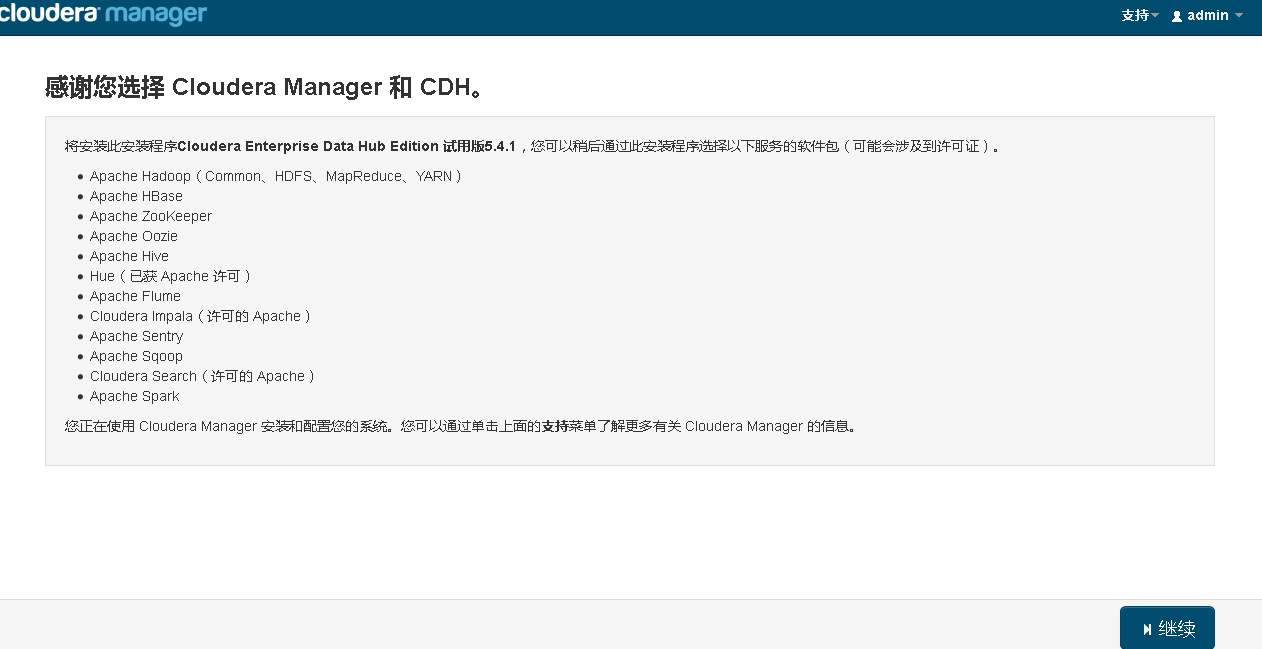 cloudera manager
支持 admin
感谢您选择 Cloudera Manager 和 CDH。
将安装此安装程序Cloudera Enterprise Data Hub Edition 试用版5.4.1，您可以稍后通过此安装程序选择以下服务的软件包（可能会涉及到许可证）。
Apache Hadoop（Common、HDFS、MapReduce、YARN）
Apache HBase
Apache ZooKeeper
Apache Oozie
Apache Hive
Hue（已获 Apache 许可）
Apache Flume
Cloudera Impala（许可的 Apache）
Apache Sentry
Apache Sqoop
Cloudera Search（许可的 Apache）
Apache Spark
您正在使用 Cloudera Manager 安装和配置您的系统。您可以通过单击上面的支持菜单了解更多有关 Cloudera Manager 的信息。
继续